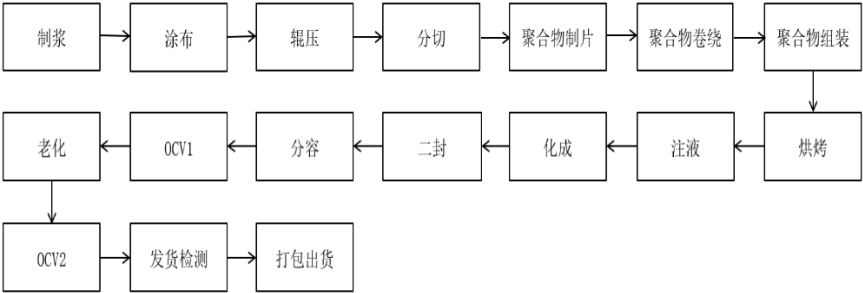 制浆
涂布
辊压
分切
聚合物制片
聚合物卷绕
聚合物组装
烘烤
注液
化成
二封
分容
OCV1
老化
OCV2
发货检测
打包出货